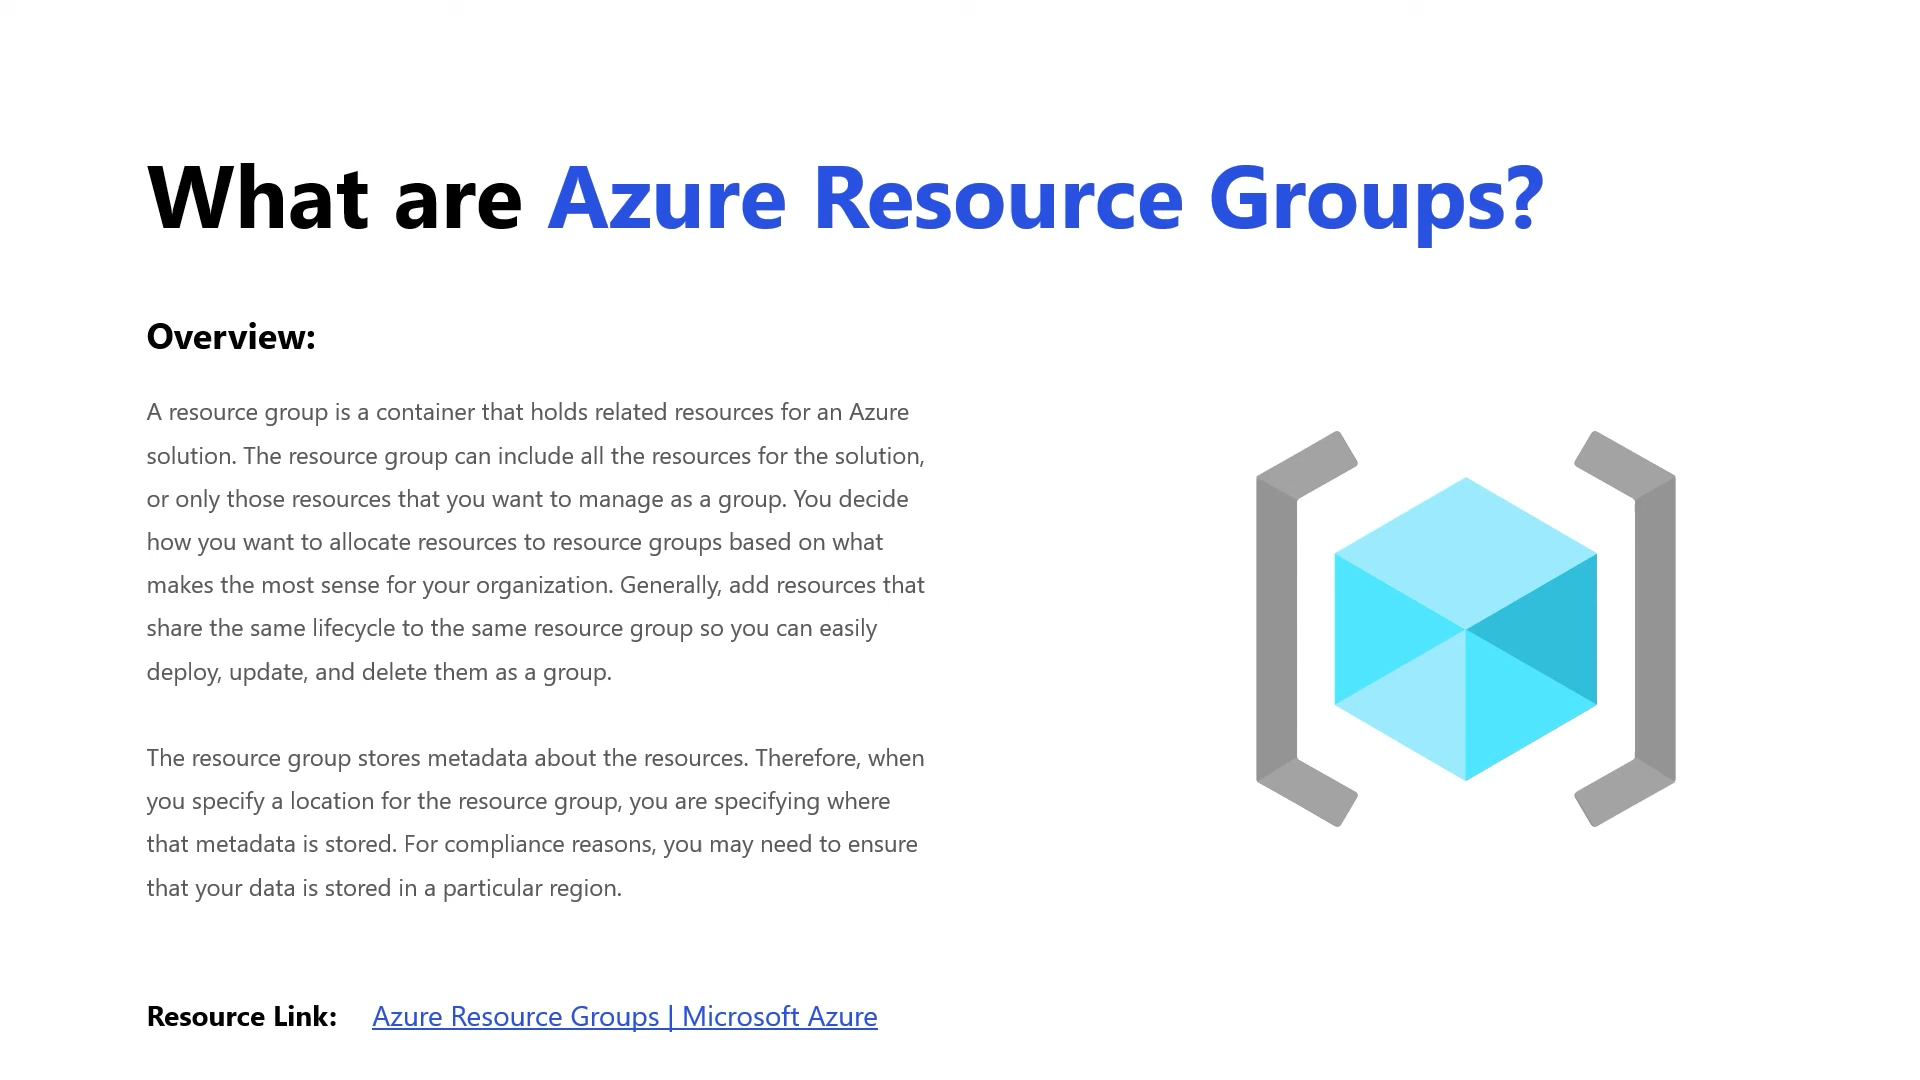 What are Azure Resource Groups?
Overview:
A resource group is a container that holds related resources for an Azure
solution. The resource group can include all the resources for the solution,
or only those resources that you want to manage as a group. You decide
how you want to allocate resources to resource groups based on what
makes the most sense for your organization. Generally, add resources that
share the same lifecycle to the same resource group so you can easily
deploy, update, and delete them as a group.
The resource group stores metadata about the resources. Therefore, when
you specify a location for the resource group, you are specifying where
that metadata is stored. For compliance reasons, you may need to ensure
that your data is stored in a particular region.
Resource Link: Azure Resource Groups | Microsoft Azure